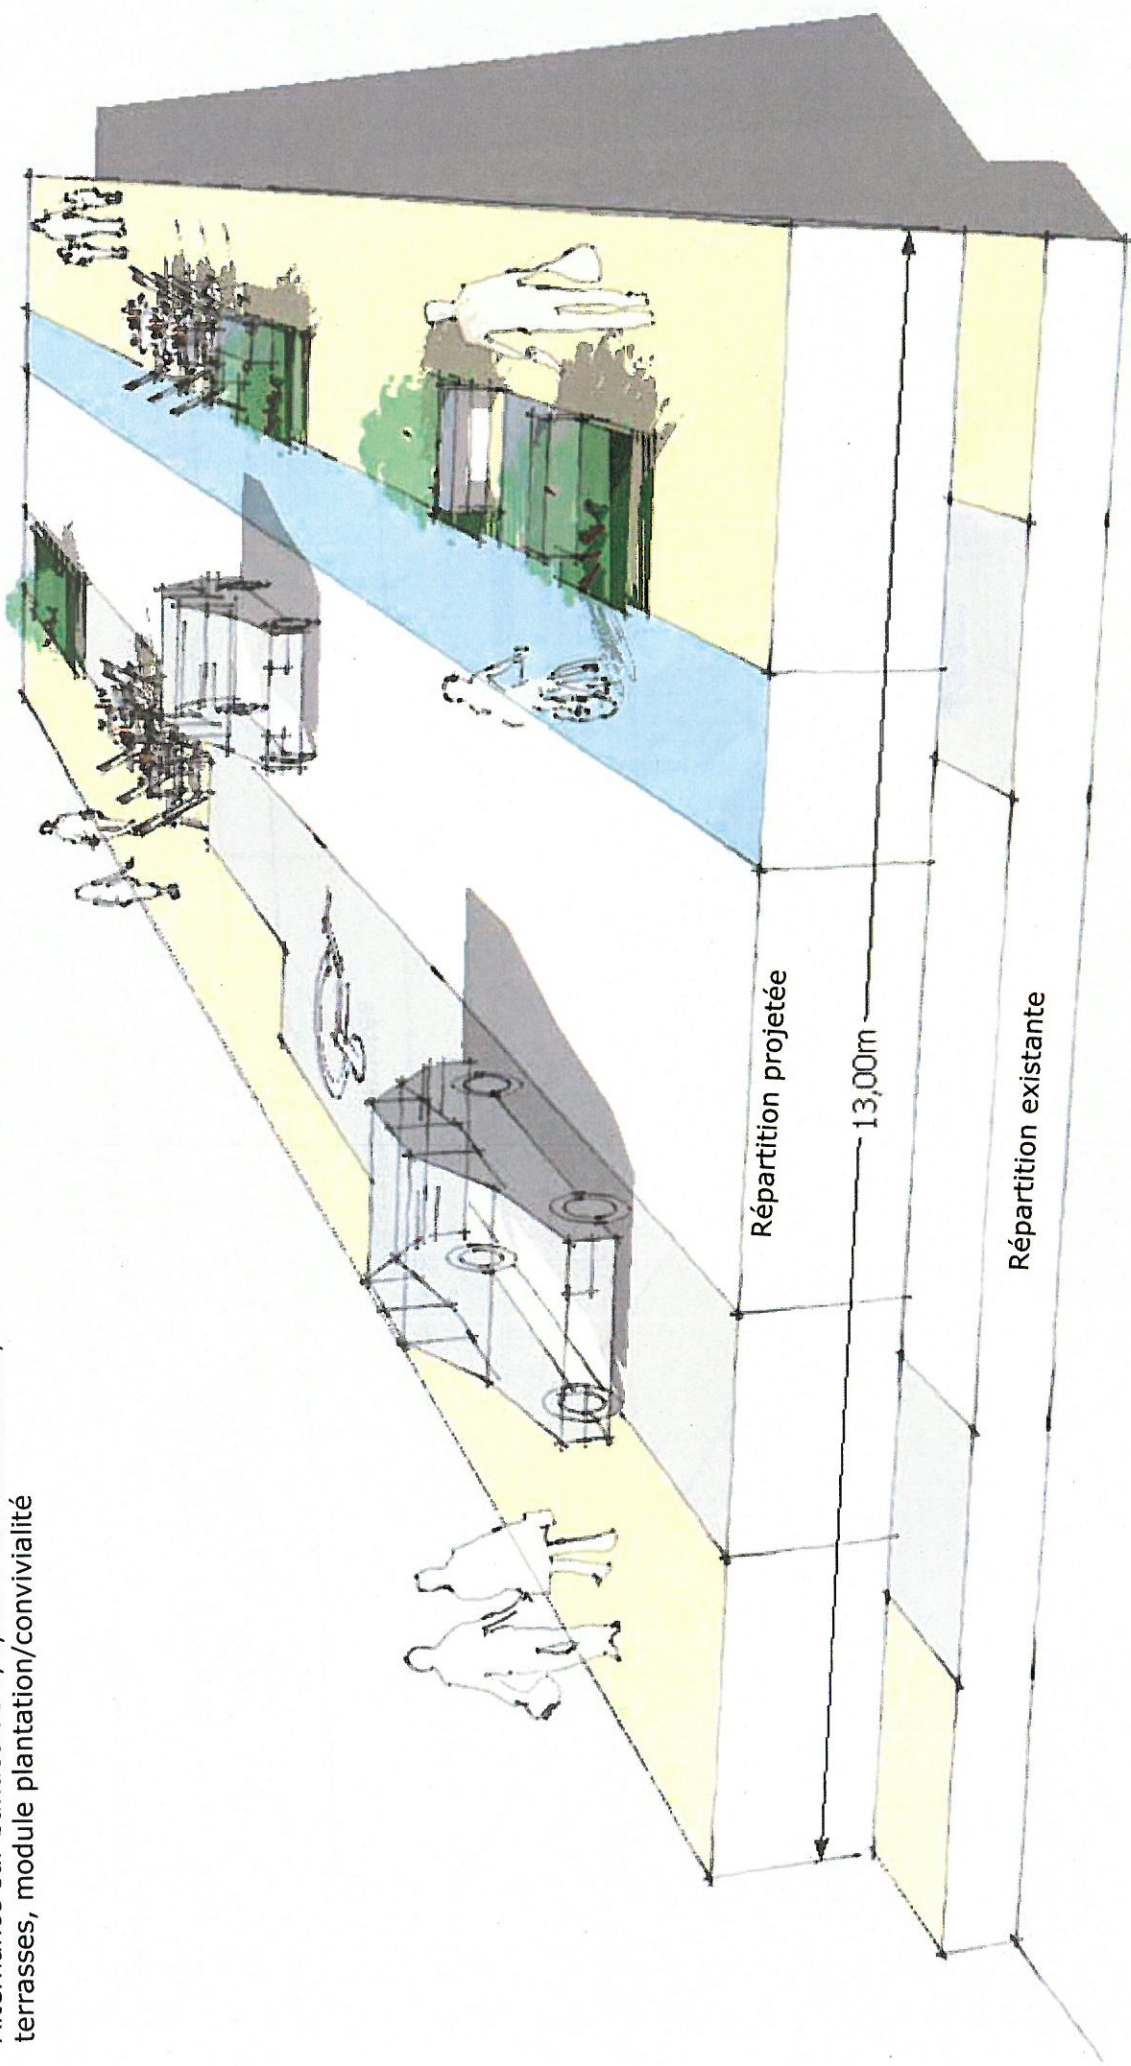 terrasses, module plantation/convivialité
Répartition projetée
13,00m
Répartition existante